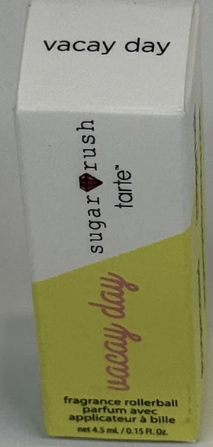 vacay day
sugar rush
tarte™
vacay day
fragrance rollerball
parfum avec
applicateur à bille
net 4.5 mL / 0.15 Fl. Oz.